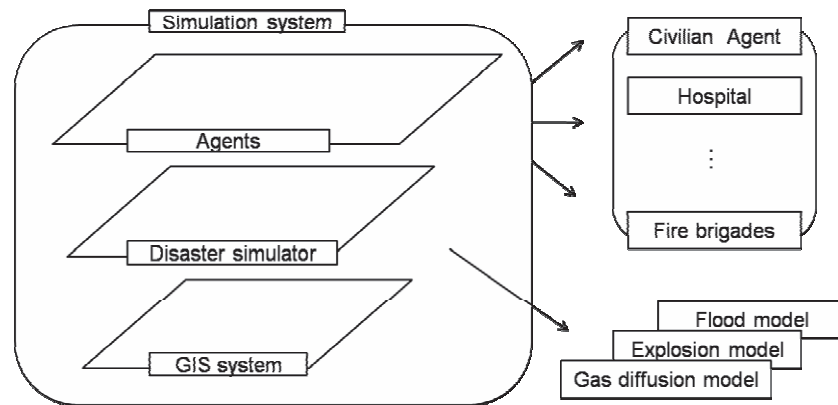 Simulation system
Agents
Disaster simulator
GIS system
Civilian Agent
Hospital
⋮
Fire brigades
Flood model
Explosion model
Gas diffusion model